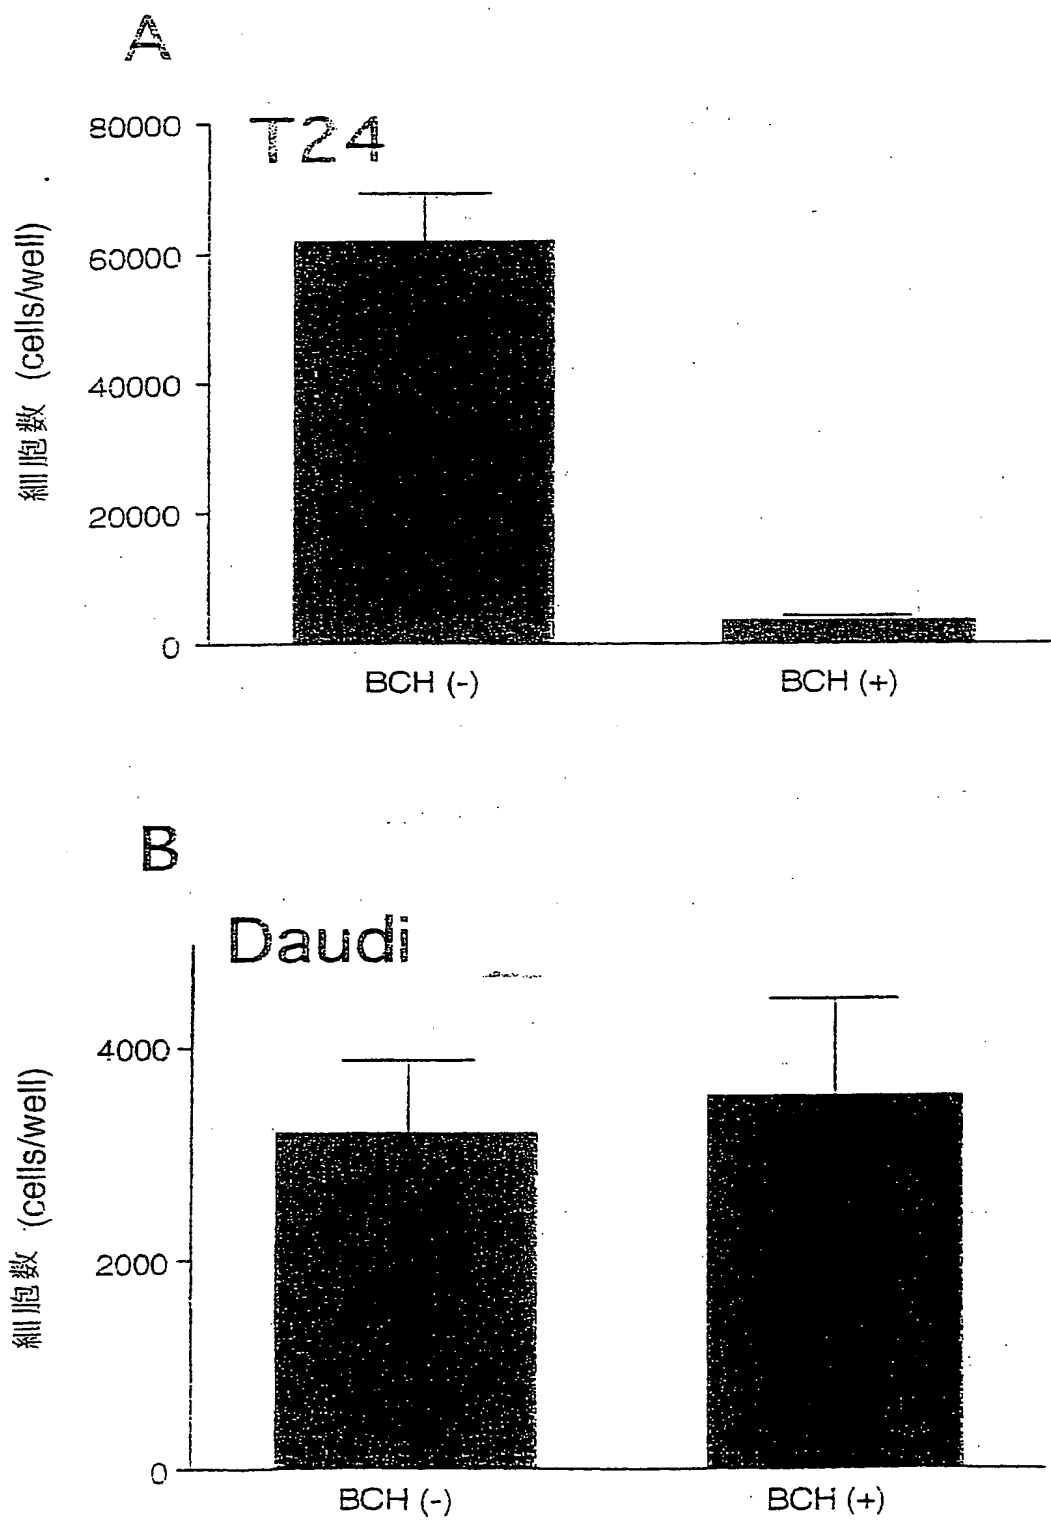 A
T24
80000
60000
40000
20000
0
細胞数 (cells/well)
BCH (-)
BCH (+)
B
Daudi
4000
2000
0
細胞数 (cells/well)
BCH (-)
BCH (+)